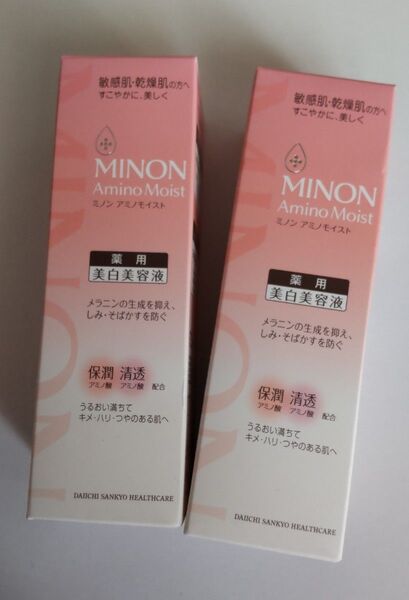 敏感肌・乾燥肌の方へ
すこやかに、美しく
MINON
Amino Moist
ミノン アミノモイスト
薬用
美白美容液
メラニンの生成を抑え、
しみ・そばかすを防ぐ
保潤 清透
アミノ酸 アミノ酸 配合
うるおい満ちて
キメ・ハリ・つやのある肌へ
DAIICHI SANKYO HEALTHCARE
MINON
敏感肌・乾燥肌の方へ
すこやかに、美しく
MINON
Amino Moist
ミノン アミノモイスト
薬用
美白美容液
メラニンの生成を抑え、
しみ・そばかすを防ぐ
保潤 清透
アミノ酸 アミノ酸 配合
うるおい満ちて
キメ・ハリ・つやのある肌へ
DAIICHI SANKYO HEALTHCARE
MINON